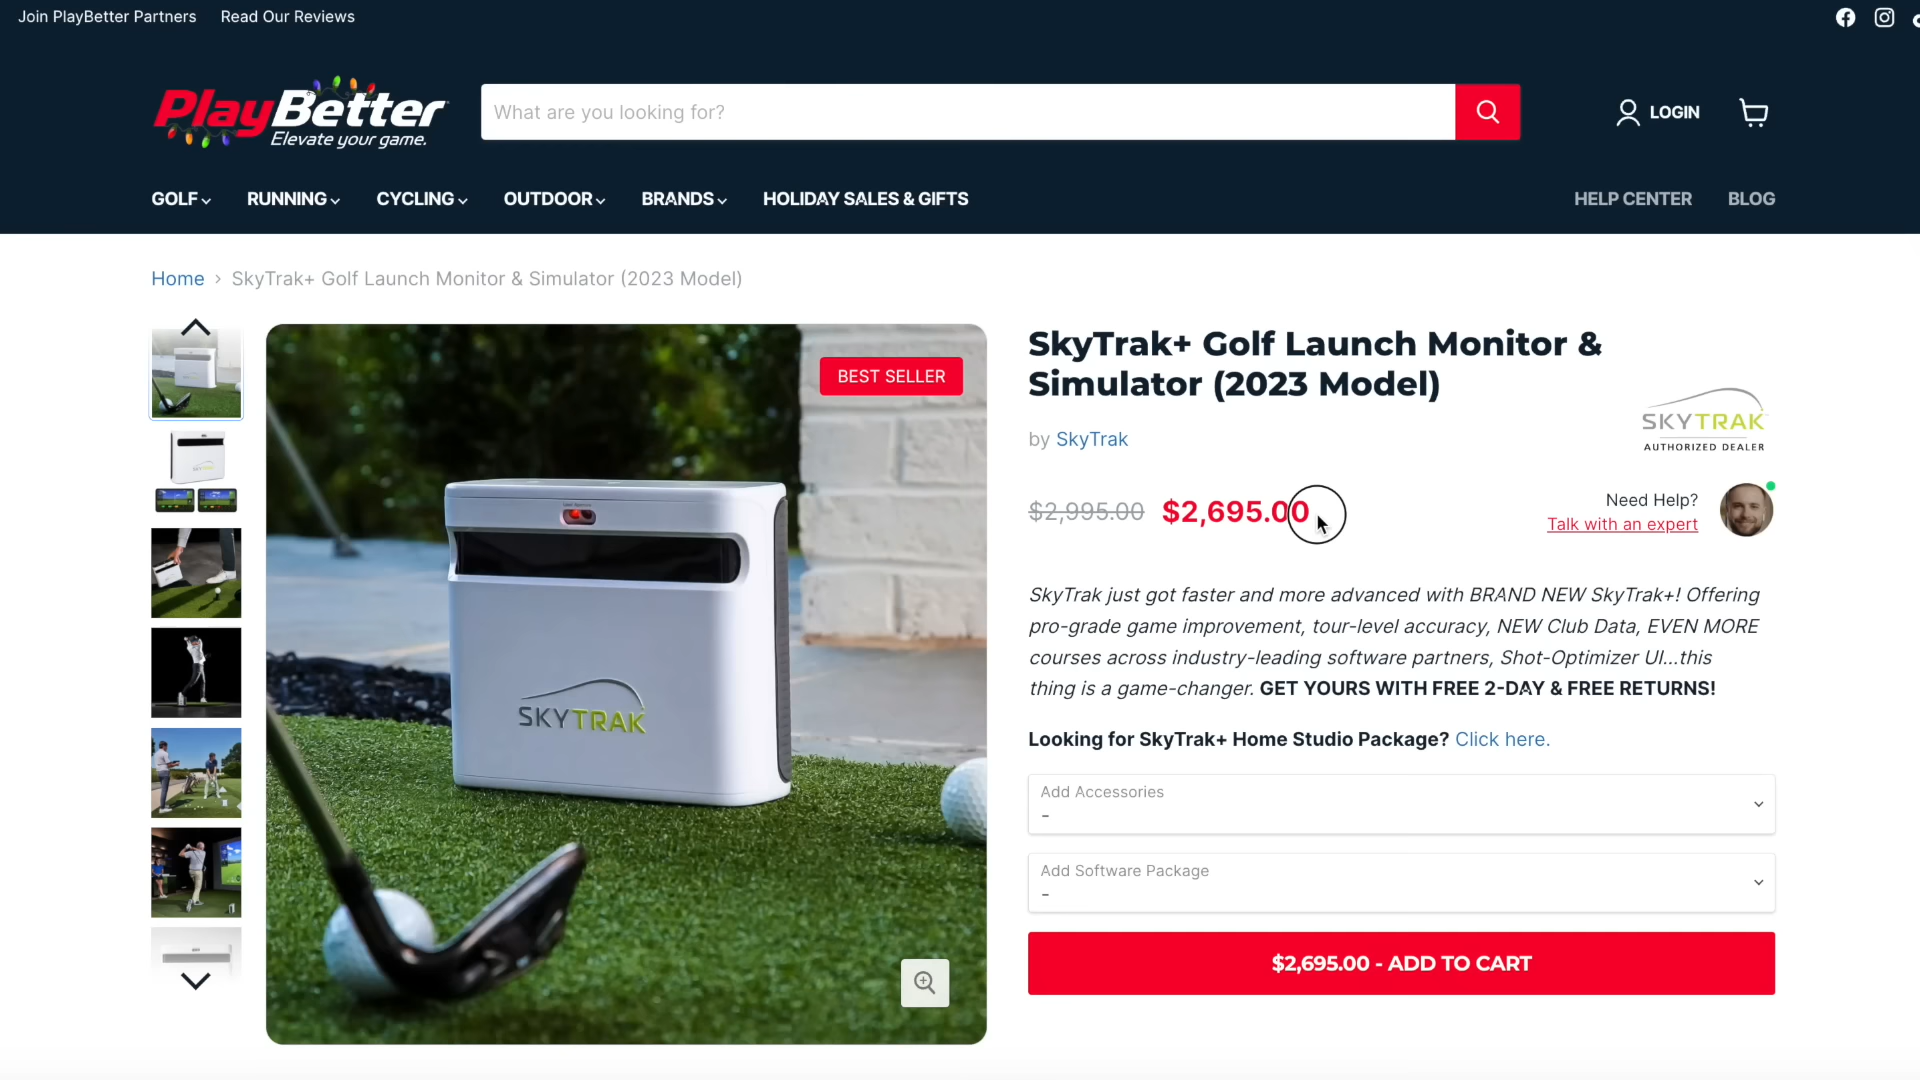 Join PlayBetter Partners Read Our Reviews
PlayBetter
Elevate your game.
What are you looking for?
LOGIN
GOLF RUNNING CYCLING OUTDOOR BRANDS HOLIDAY SALES & GIFTS HELP CENTER BLOG
Home › SkyTrak+ Golf Launch Monitor & Simulator (2023 Model)
BEST SELLER
SKYTRAK
SkyTrak+ Golf Launch Monitor &
Simulator (2023 Model)
SKYTRAK
AUTHORIZED DEALER
by SkyTrak
$2,995.00 $2,695.00
Need Help?
Talk with an expert
SkyTrak just got faster and more advanced with BRAND NEW SkyTrak+! Offering
pro-grade game improvement, tour-level accuracy, NEW Club Data, EVEN MORE
courses across industry-leading software partners, Shot-Optimizer UI...this
thing is a game-changer. GET YOURS WITH FREE 2-DAY & FREE RETURNS!
Looking for SkyTrak+ Home Studio Package? Click here.
Add Accessories
-
Add Software Package
-
$2,695.00 - ADD TO CART